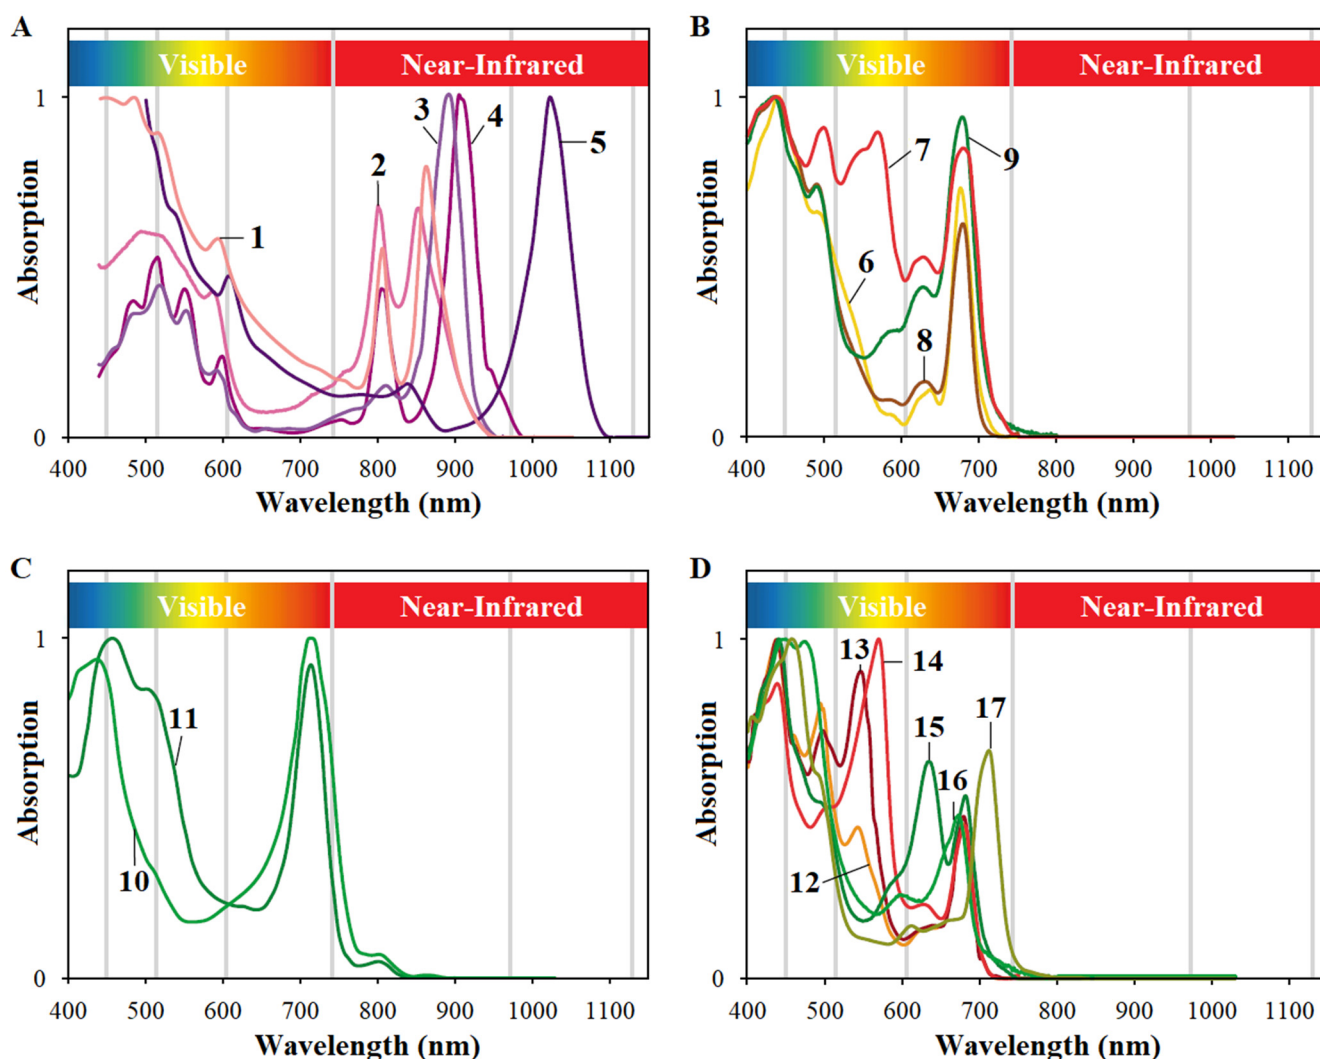 A
Visible Near-Infrared
1
0
Absorption
1
2
3
4
5
400 500 600 700 800 900 1000 1100
Wavelength (nm)
B
Visible Near-Infrared
1
0
Absorption
6
7
8
9
400 500 600 700 800 900 1000 1100
Wavelength (nm)
C
Visible Near-Infrared
1
0
Absorption
10
11
400 500 600 700 800 900 1000 1100
Wavelength (nm)
D
Visible Near-Infrared
1
0
Absorption
12
13
14
15
16
17
400 500 600 700 800 900 1000 1100
Wavelength (nm)